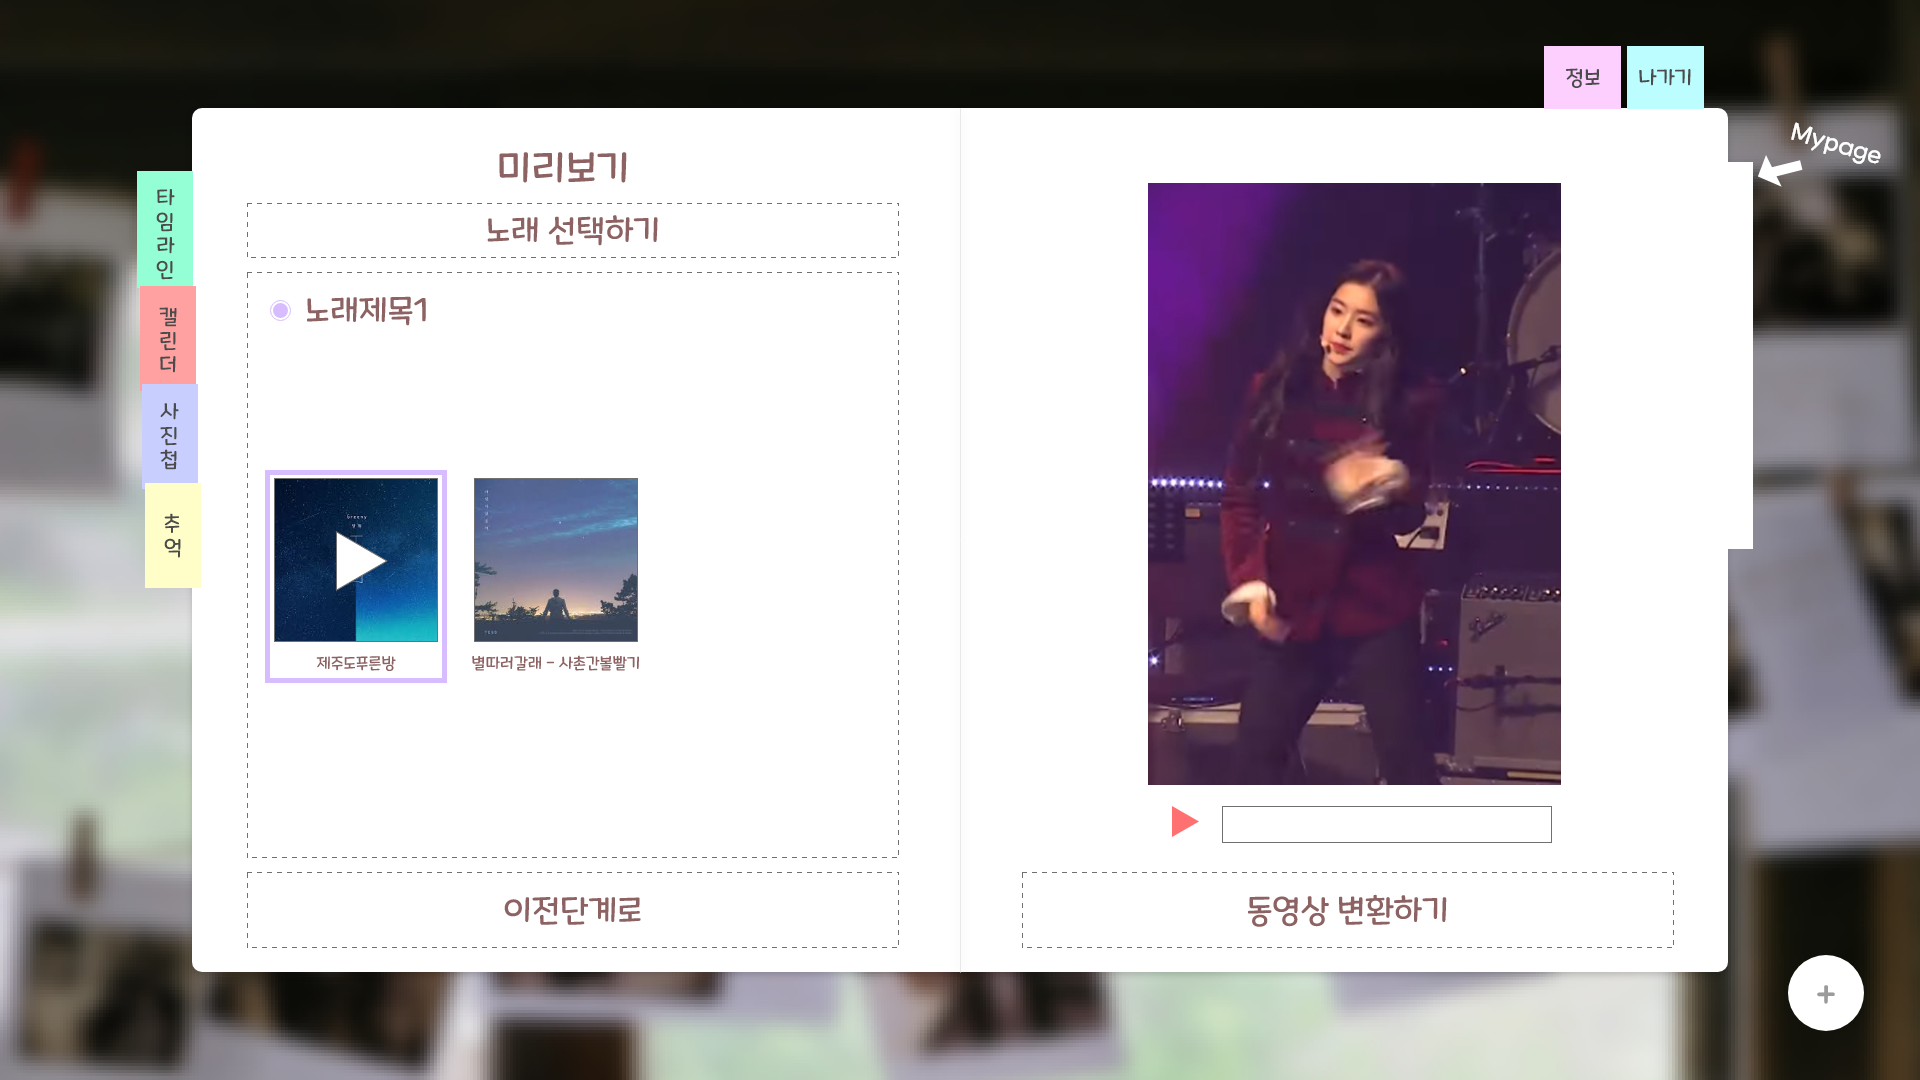 정보
나가기
Mypage
타임라인
캘린더
사진첩
추억
미리보기
노래 선택하기
노래제목1
제주도푸른방
별따러갈래 - 사촌간볼빨기
이전단계로
동영상 변환하기
+